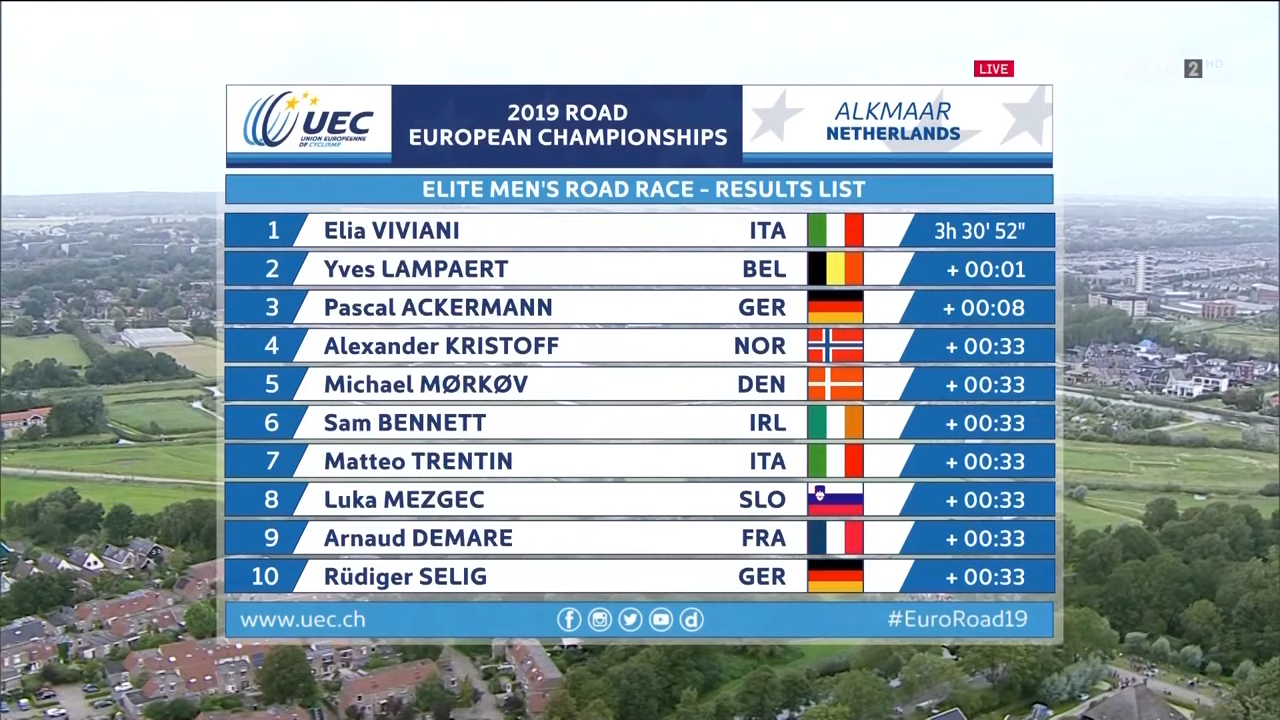 LIVE
2 HD
UEC
UNION EUROPÉENNE
DE CYCLISME
2019 ROAD
EUROPEAN CHAMPIONSHIPS
ALKMAAR
NETHERLANDS
ELITE MEN'S ROAD RACE - RESULTS LIST
1 Elia VIVIANI ITA 3h 30' 52"
2 Yves LAMPAERT BEL + 00:01
3 Pascal ACKERMANN GER + 00:08
4 Alexander KRISTOFF NOR + 00:33
5 Michael MØRKØV DEN + 00:33
6 Sam BENNETT IRL + 00:33
7 Matteo TRENTIN ITA + 00:33
8 Luka MEZGEC SLO + 00:33
9 Arnaud DEMARE FRA + 00:33
10 Rüdiger SELIG GER + 00:33
www.uec.ch #EuroRoad19